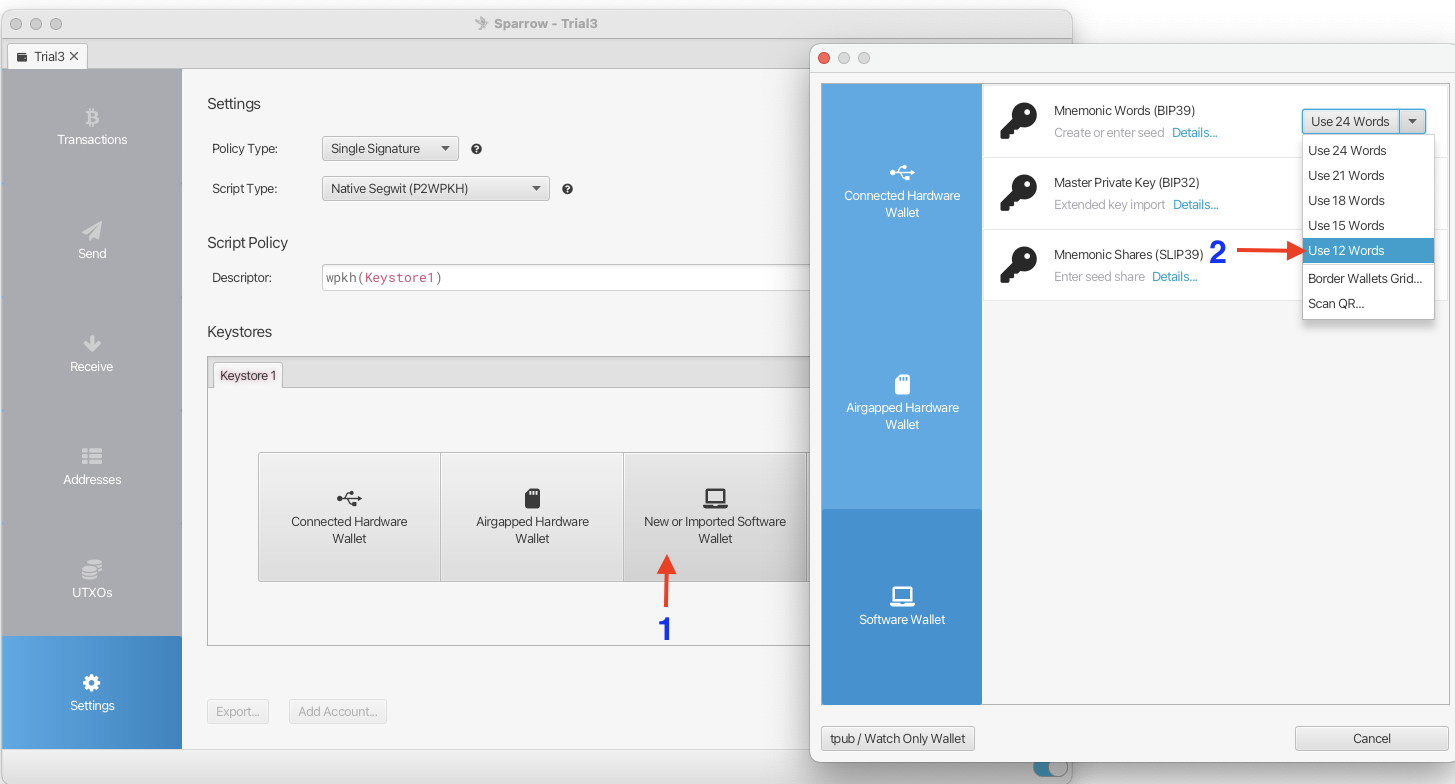 Sparrow - Trial3
Trial3
Transactions
Send
Receive
Addresses
UTXOs
Settings
Settings
Policy Type:
Single Signature
Script Type:
Native Segwit (P2WPKH)
Script Policy
Descriptor:
wpkh(Keystore1)
Keystores
Keystore 1
Connected Hardware
Wallet
Airgapped Hardware
Wallet
New or Imported Software
Wallet
1
Export...
Add Account...
Connected Hardware
Wallet
Airgapped Hardware
Wallet
Software Wallet
Mnemonic Words (BIP39)
Create or enter seed Details...
Master Private Key (BIP32)
Extended key import Details...
Mnemonic Shares (SLIP39)
Enter seed share Details...
2
Use 24 Words
Use 24 Words
Use 21 Words
Use 18 Words
Use 15 Words
Use 12 Words
Border Wallets Grid...
Scan QR...
tpub / Watch Only Wallet
Cancel